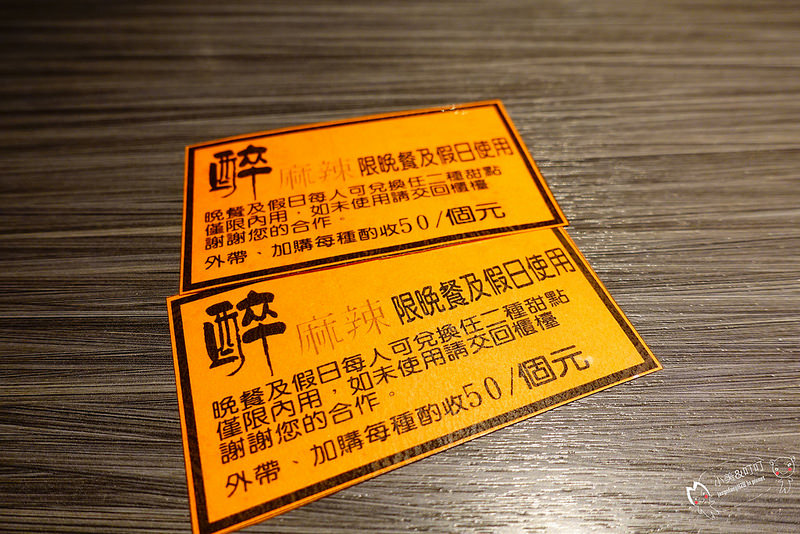 醉 麻辣 限晚餐及假日使用
晚餐及假日每人可兌換任一種甜點
僅限內用，如未使用請交回櫃檯
謝謝您的合作。
外帶、加購每種酌收50/個元
醉 麻辣 限晚餐及假日使用
晚餐及假日每人可兌換任一種甜點
僅限內用，如未使用請交回櫃檯
謝謝您的合作。
外帶、加購每種酌收50/個元